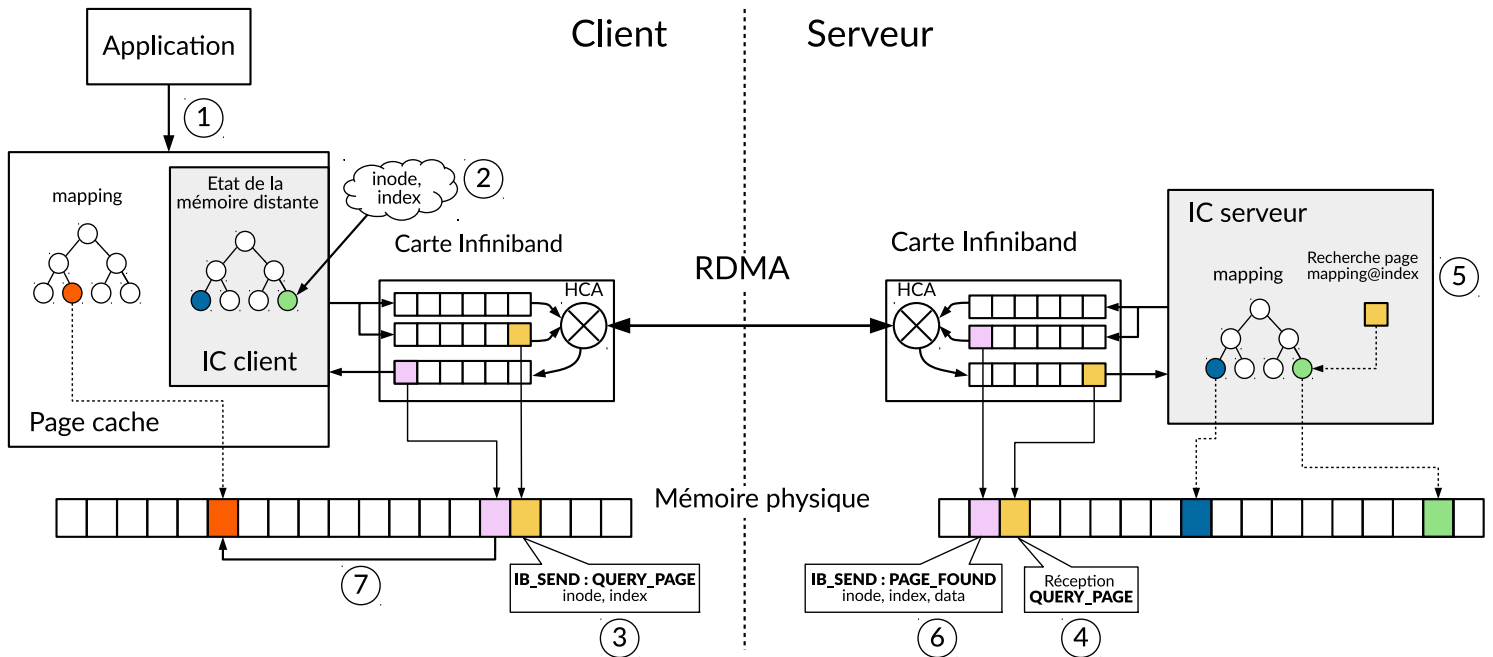 Application
Client
Serveur
1
mapping
Etat de la
mémoire distante
inode,
index
2
IC client
Page cache
Carte Infiniband
HCA
RDMA
Carte Infiniband
HCA
IC serveur
mapping
Recherche page
mapping@index
5
Mémoire physique
7
IB_SEND : QUERY_PAGE
inode, index
3
IB_SEND : PAGE_FOUND
inode, index, data
6
Réception
QUERY_PAGE
4